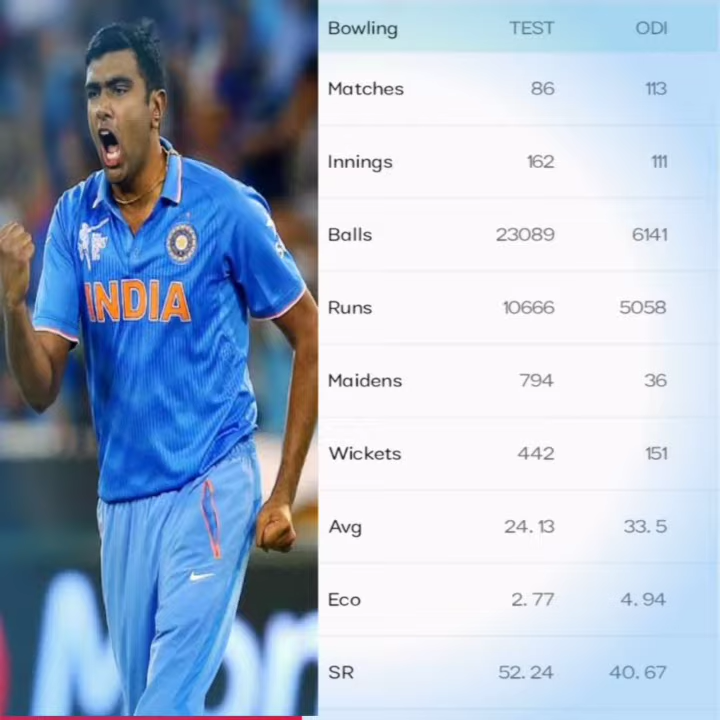 Bowling TEST ODI
Matches 86 113
Innings 162 111
Balls 23089 6141
Runs 10666 5058
Maidens 794 36
Wickets 442 151
Avg 24.13 33.5
Eco 2.77 4.94
SR 52.24 40.67
INDIA